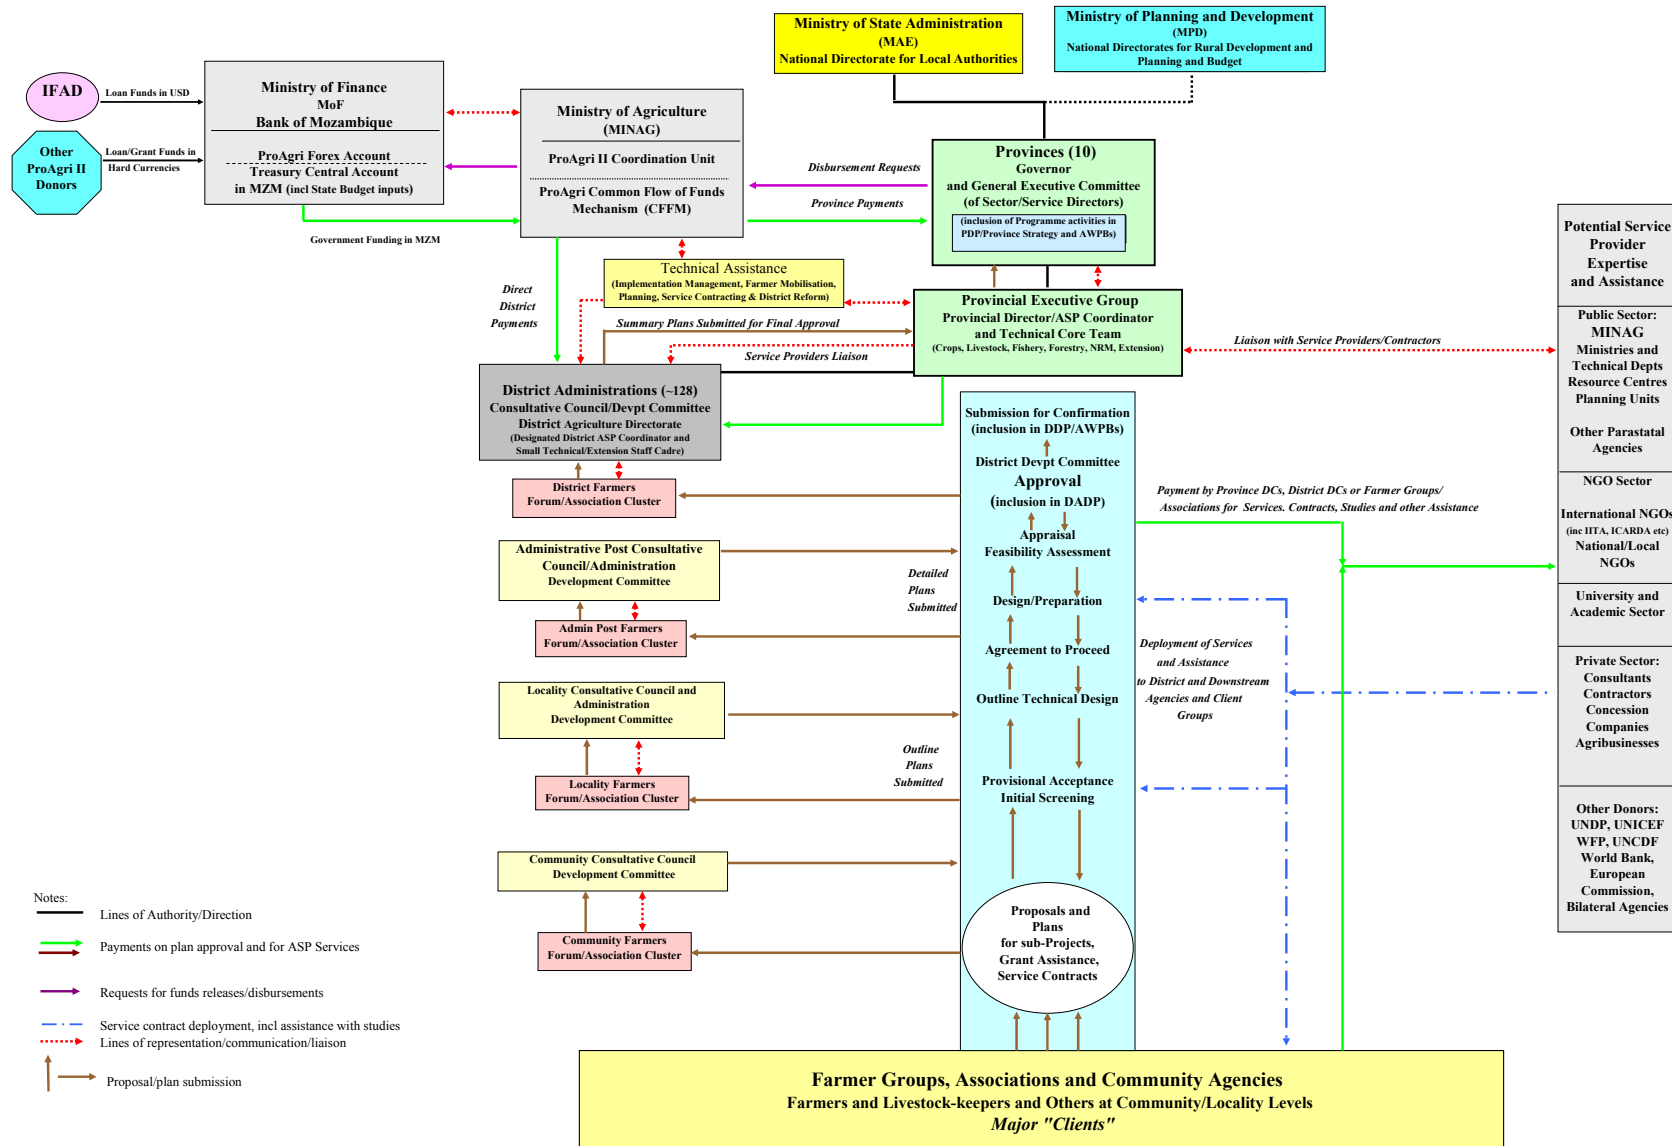 Ministry of State Administration
(MAE)
National Directorate for Local Authorities
Ministry of Planning and Development
(MPD)
National Directorates for Rural Development and
Planning and Budget
IFAD
Loan Funds in USD
Other
ProAgri II
Donors
Loan/Grant Funds in
Hard Currencies
Ministry of Finance
MoF
Bank of Mozambique
ProAgri Forex Account
Treasury Central Account
in MZM (incl State Budget inputs)
Government Funding in MZM
Ministry of Agriculture
(MINAG)
ProAgri II Coordination Unit
ProAgri Common Flow of Funds
Mechanism (CFFM)
Disbursement Requests
Province Payments
Provinces (10)
Governor
and General Executive Committee
(of Sector/Service Directors)
(inclusion of Programme activities in
PDP/Province Strategy and AWPBs)
Technical Assistance
(Implementation Management, Farmer Mobilisation,
Planning, Service Contracting & District Reform)
Direct
District
Payments
Summary Plans Submitted for Final Approval
Service Providers Liaison
Provincial Executive Group
Provincial Director/ASP Coordinator
and Technical Core Team
(Crops, Livestock, Fishery, Forestry, NRM, Extension)
Liaison with Service Providers/Contractors
District Administrations (~128)
Consultative Council/Devpt Committee
District Agriculture Directorate
(Designated District ASP Coordinator and
Small Technical/Extension Staff Cadre)
District Farmers
Forum/Association Cluster
Administrative Post Consultative
Council/Administration
Development Committee
Admin Post Farmers
Forum/Association Cluster
Locality Consultative Council and
Administration
Development Committee
Locality Farmers
Forum/Association Cluster
Community Consultative Council
Development Committee
Community Farmers
Forum/Association Cluster
Detailed
Plans
Submitted
Outline
Plans
Submitted
Submission for Confirmation
(inclusion in DDP/AWPBs)
District Devpt Committee
Approval
(inclusion in DADP)
Appraisal
Feasibility Assessment
Design/Preparation
Agreement to Proceed
Outline Technical Design
Provisional Acceptance
Initial Screening
Proposals and
Plans
for sub-Projects,
Grant Assistance,
Service Contracts
Payment by Province DCs, District DCs or Farmer Groups/
Associations for Services. Contracts, Studies and other Assistance
Deployment of Services
and Assistance
to District and Downstream
Agencies and Client
Groups
Potential Service
Provider
Expertise
and Assistance
Public Sector:
MINAG
Ministries and
Technical Depts
Resource Centres
Planning Units
Other Parastatal
Agencies
NGO Sector
International NGOs
(inc IITA, ICARDA etc)
National/Local
NGOs
University and
Academic Sector
Private Sector:
Consultants
Contractors
Concession
Companies
Agribusinesses
Other Donors:
UNDP, UNICEF
WFP, UNCDF
World Bank,
European
Commission,
Bilateral Agencies
Notes:
Lines of Authority/Direction
Payments on plan approval and for ASP Services
Requests for funds releases/disbursements
Service contract deployment, incl assistance with studies
Lines of representation/communication/liaison
Proposal/plan submission
Farmer Groups, Associations and Community Agencies
Farmers and Livestock-keepers and Others at Community/Locality Levels
Major "Clients"